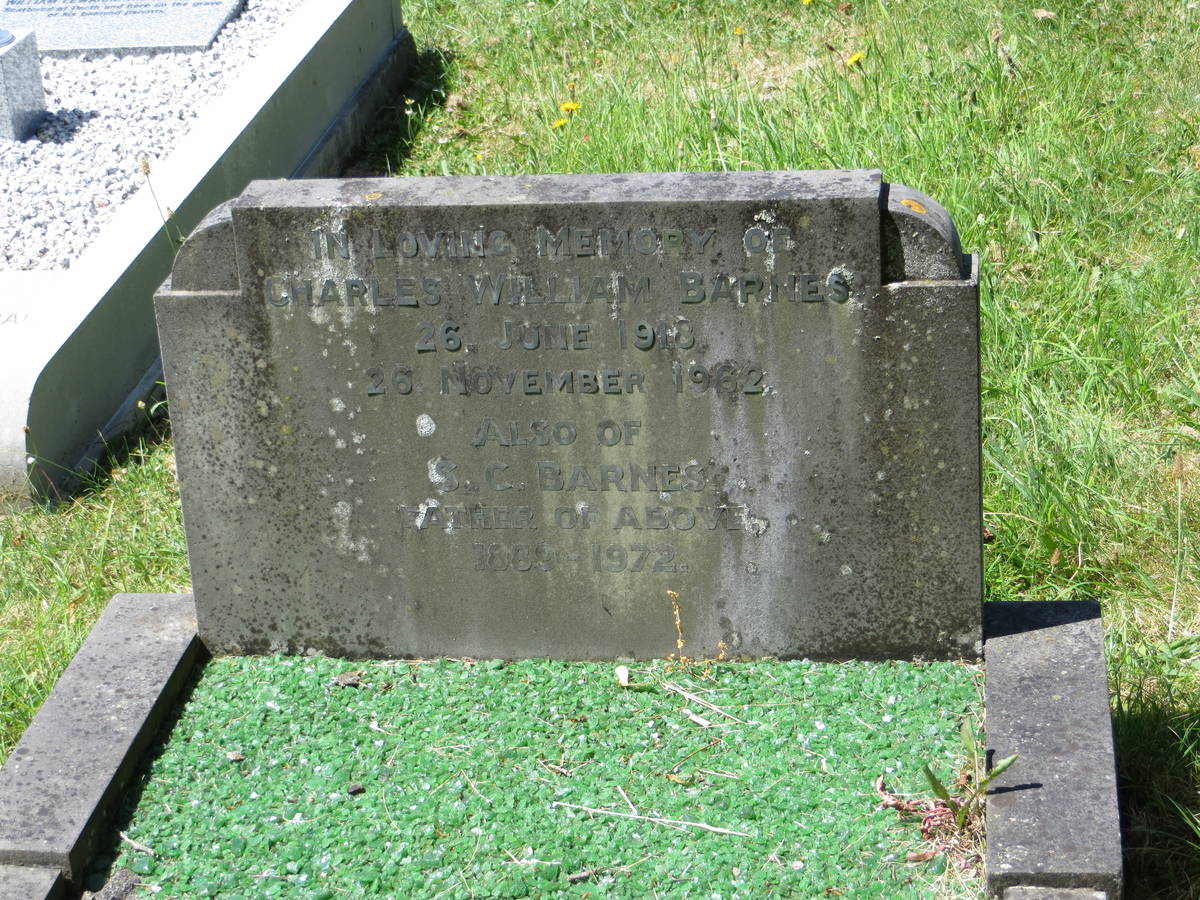 IN LOVING MEMORY OF
CHARLES WILLIAM BARNES
26. JUNE 1918.
26 NOVEMBER 1962.
ALSO OF
S. C. BARNES
FATHER OF ABOVE
1889 - 1972.